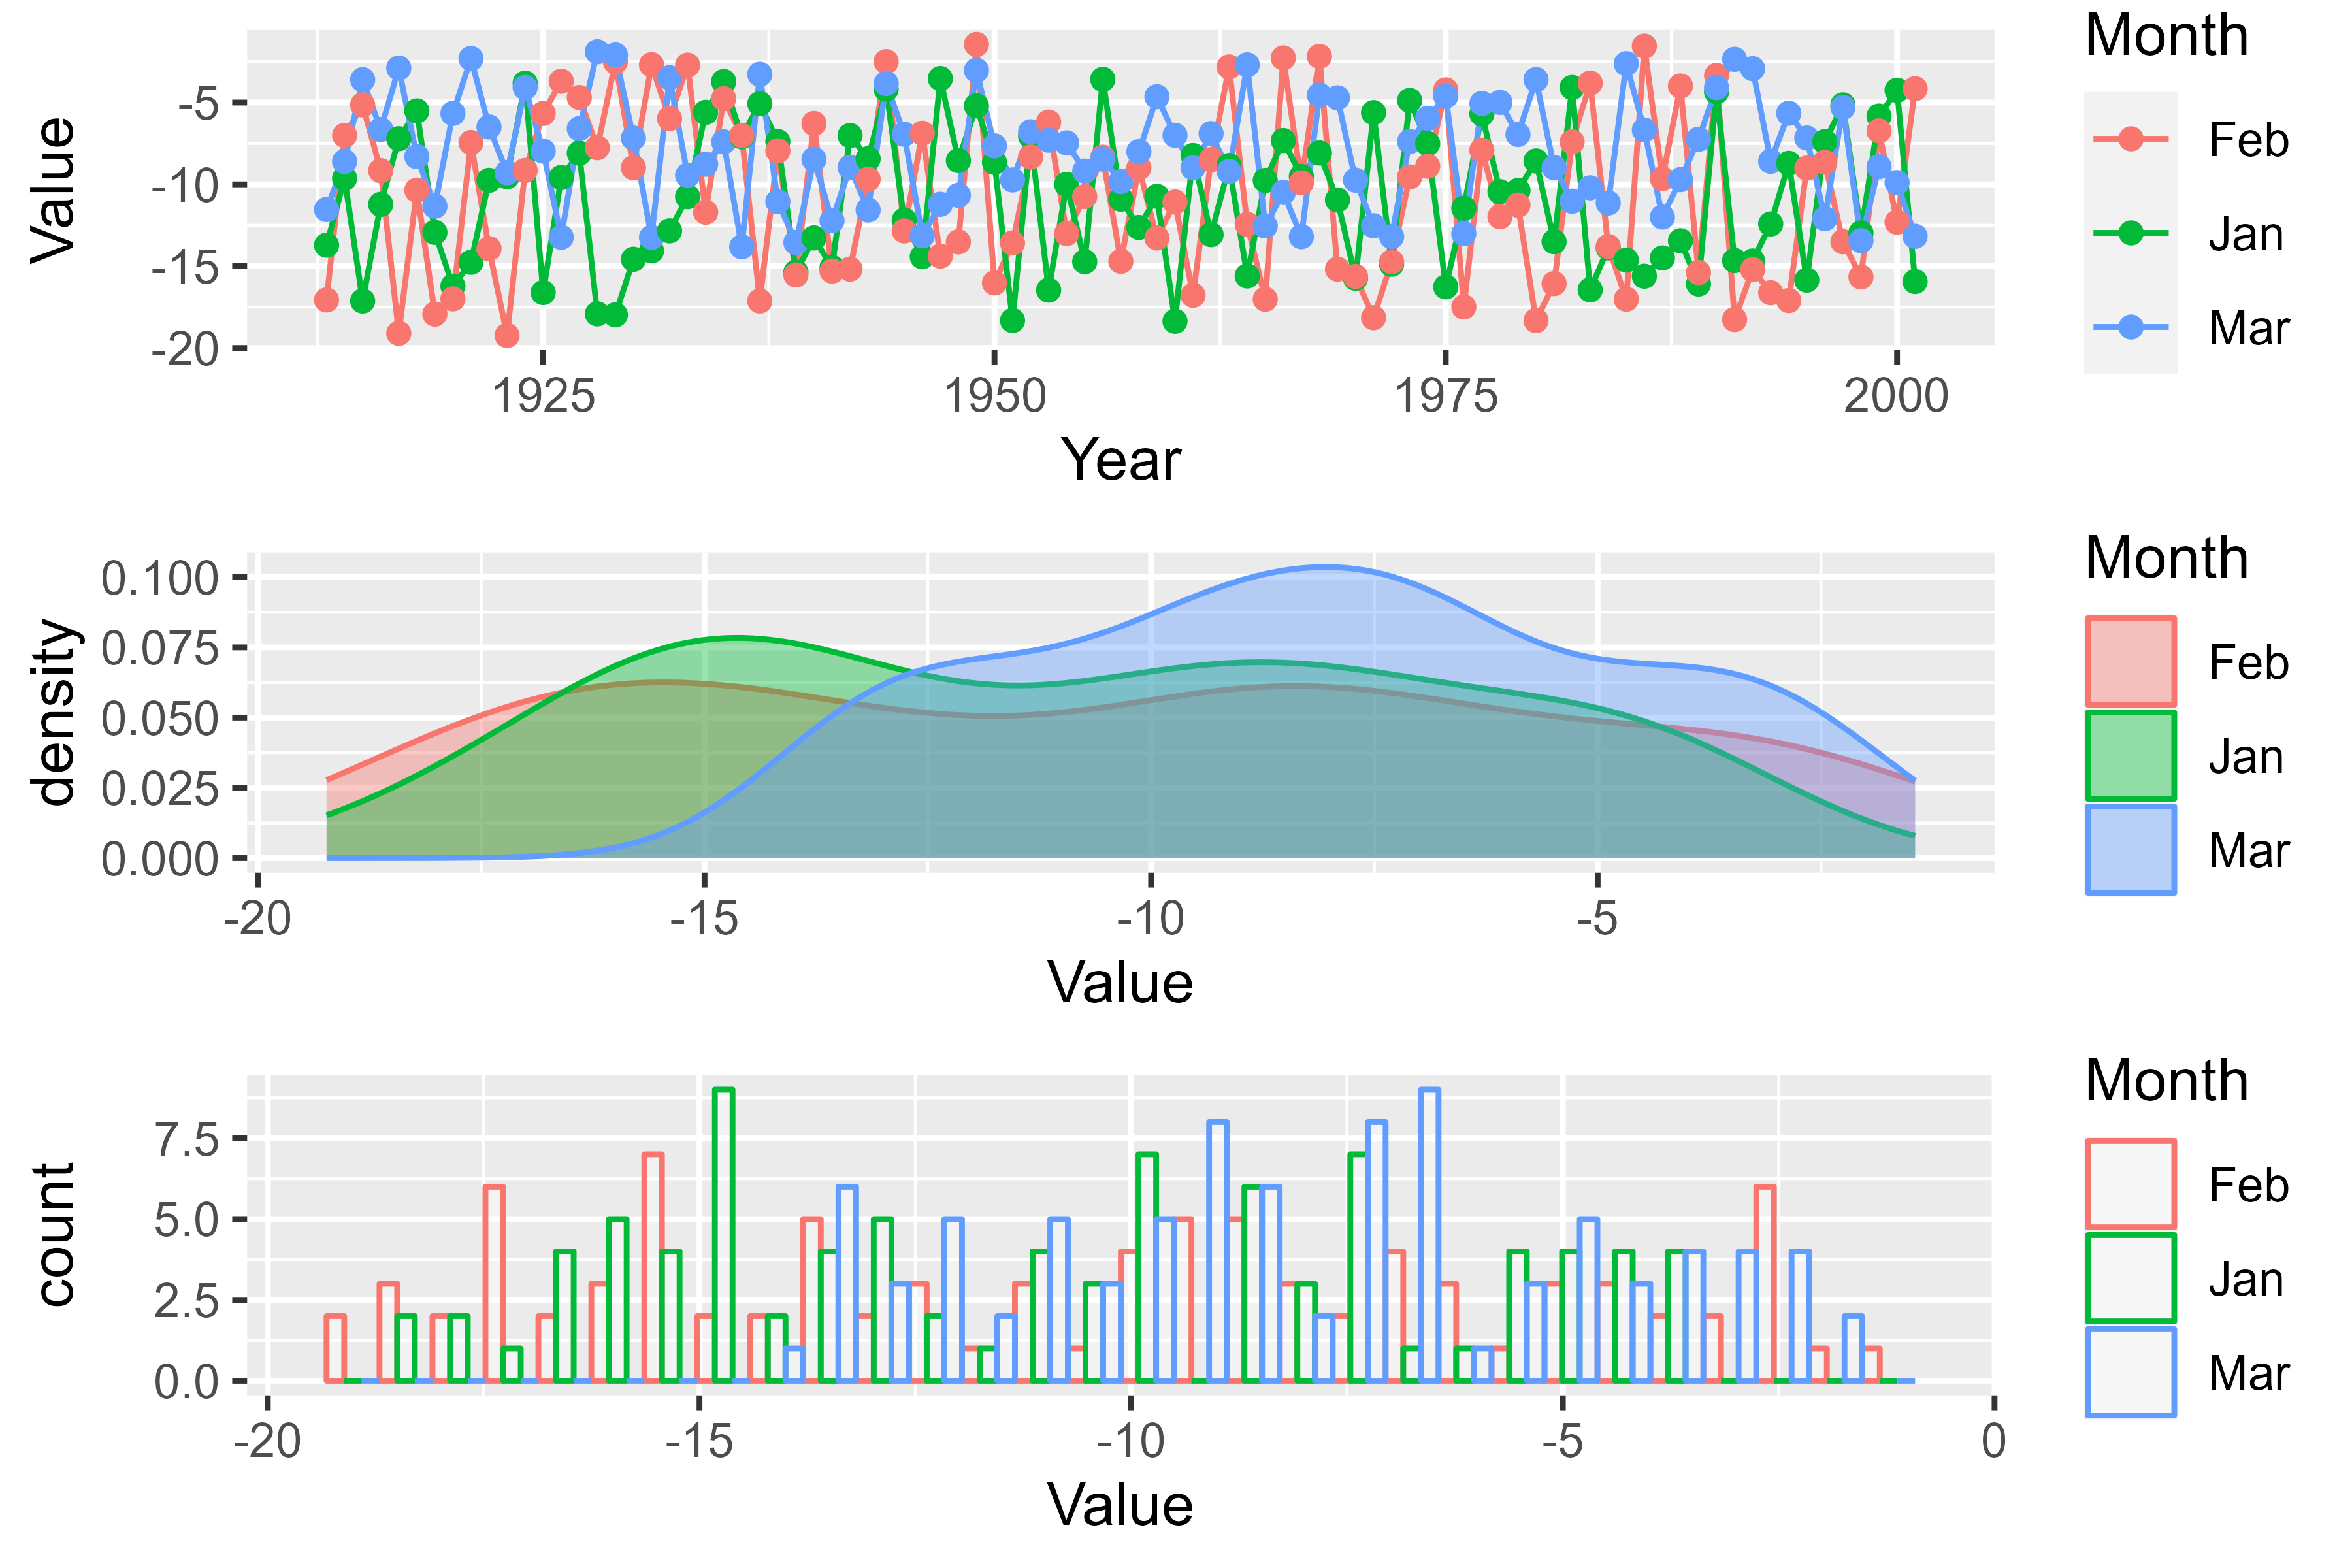 Month
Feb
Jan
Mar
Value
-5
-10
-15
-20
1925 1950 1975 2000
Year
Month
Feb
Jan
Mar
density
0.100
0.075
0.050
0.025
0.000
-20 -15 -10 -5
Value
Month
Feb
Jan
Mar
count
7.5
5.0
2.5
0.0
-20 -15 -10 -5 0
Value